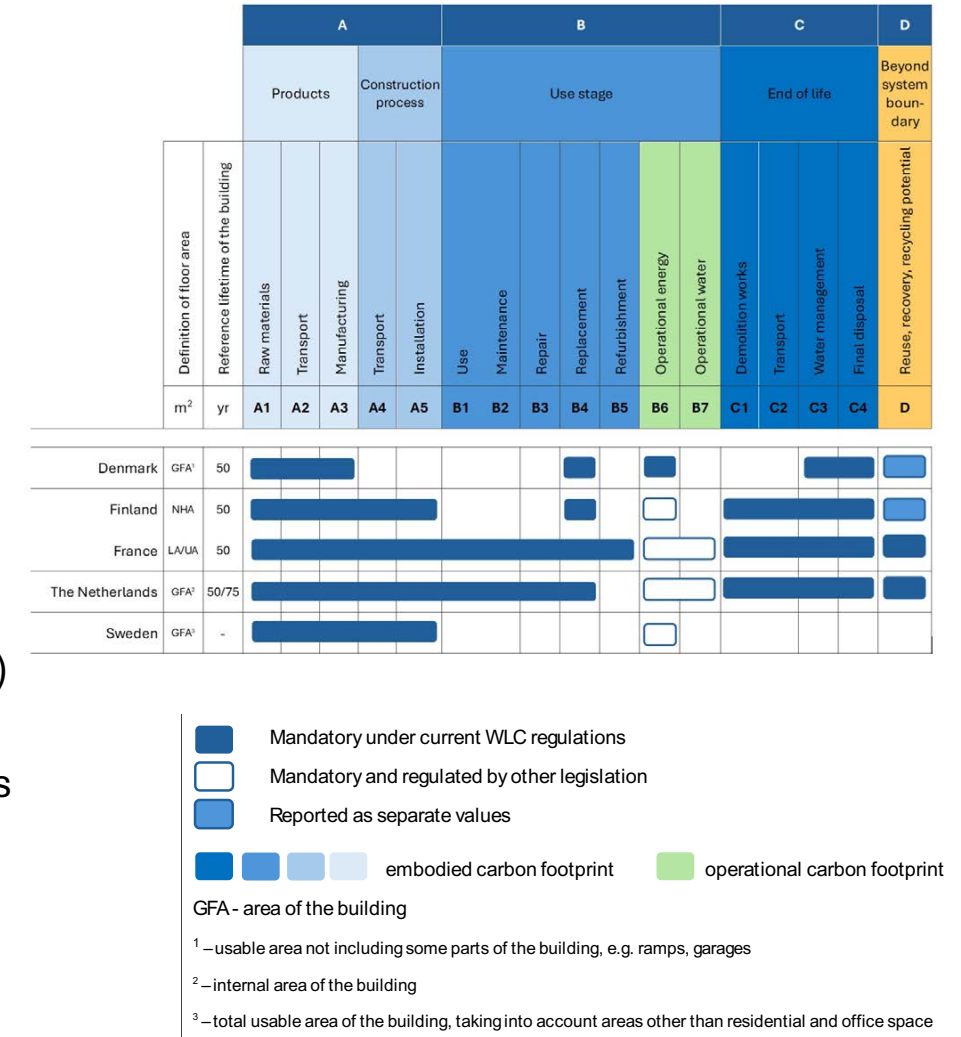 A B C D
Products
Construction
process
Use stage
End of life
Beyond
system
boun-
dary
Definition of floor area
Reference lifetime of the building
Raw materials
Transport
Manufacturing
Transport
Installation
Use
Maintenance
Repair
Replacement
Refurbishment
Operational energy
Operational water
Demolition works
Transport
Water management
Final disposal
Reuse, recovery, recycling potential
m² yr A1 A2 A3 A4 A5 B1 B2 B3 B4 B5 B6 B7 C1 C2 C3 C4 D
Denmark GFA¹ 50
Finland NHA 50
France LA/UA 50
The Netherlands GFA² 50/75
Sweden GFA³ -
)
s
Mandatory under current WLC regulations
Mandatory and regulated by other legislation
Reported as separate values
embodied carbon footprint operational carbon footprint
GFA - area of the building
¹ – usable area not including some parts of the building, e.g. ramps, garages
² – internal area of the building
³ – total usable area of the building, taking into account areas other than residential and office space